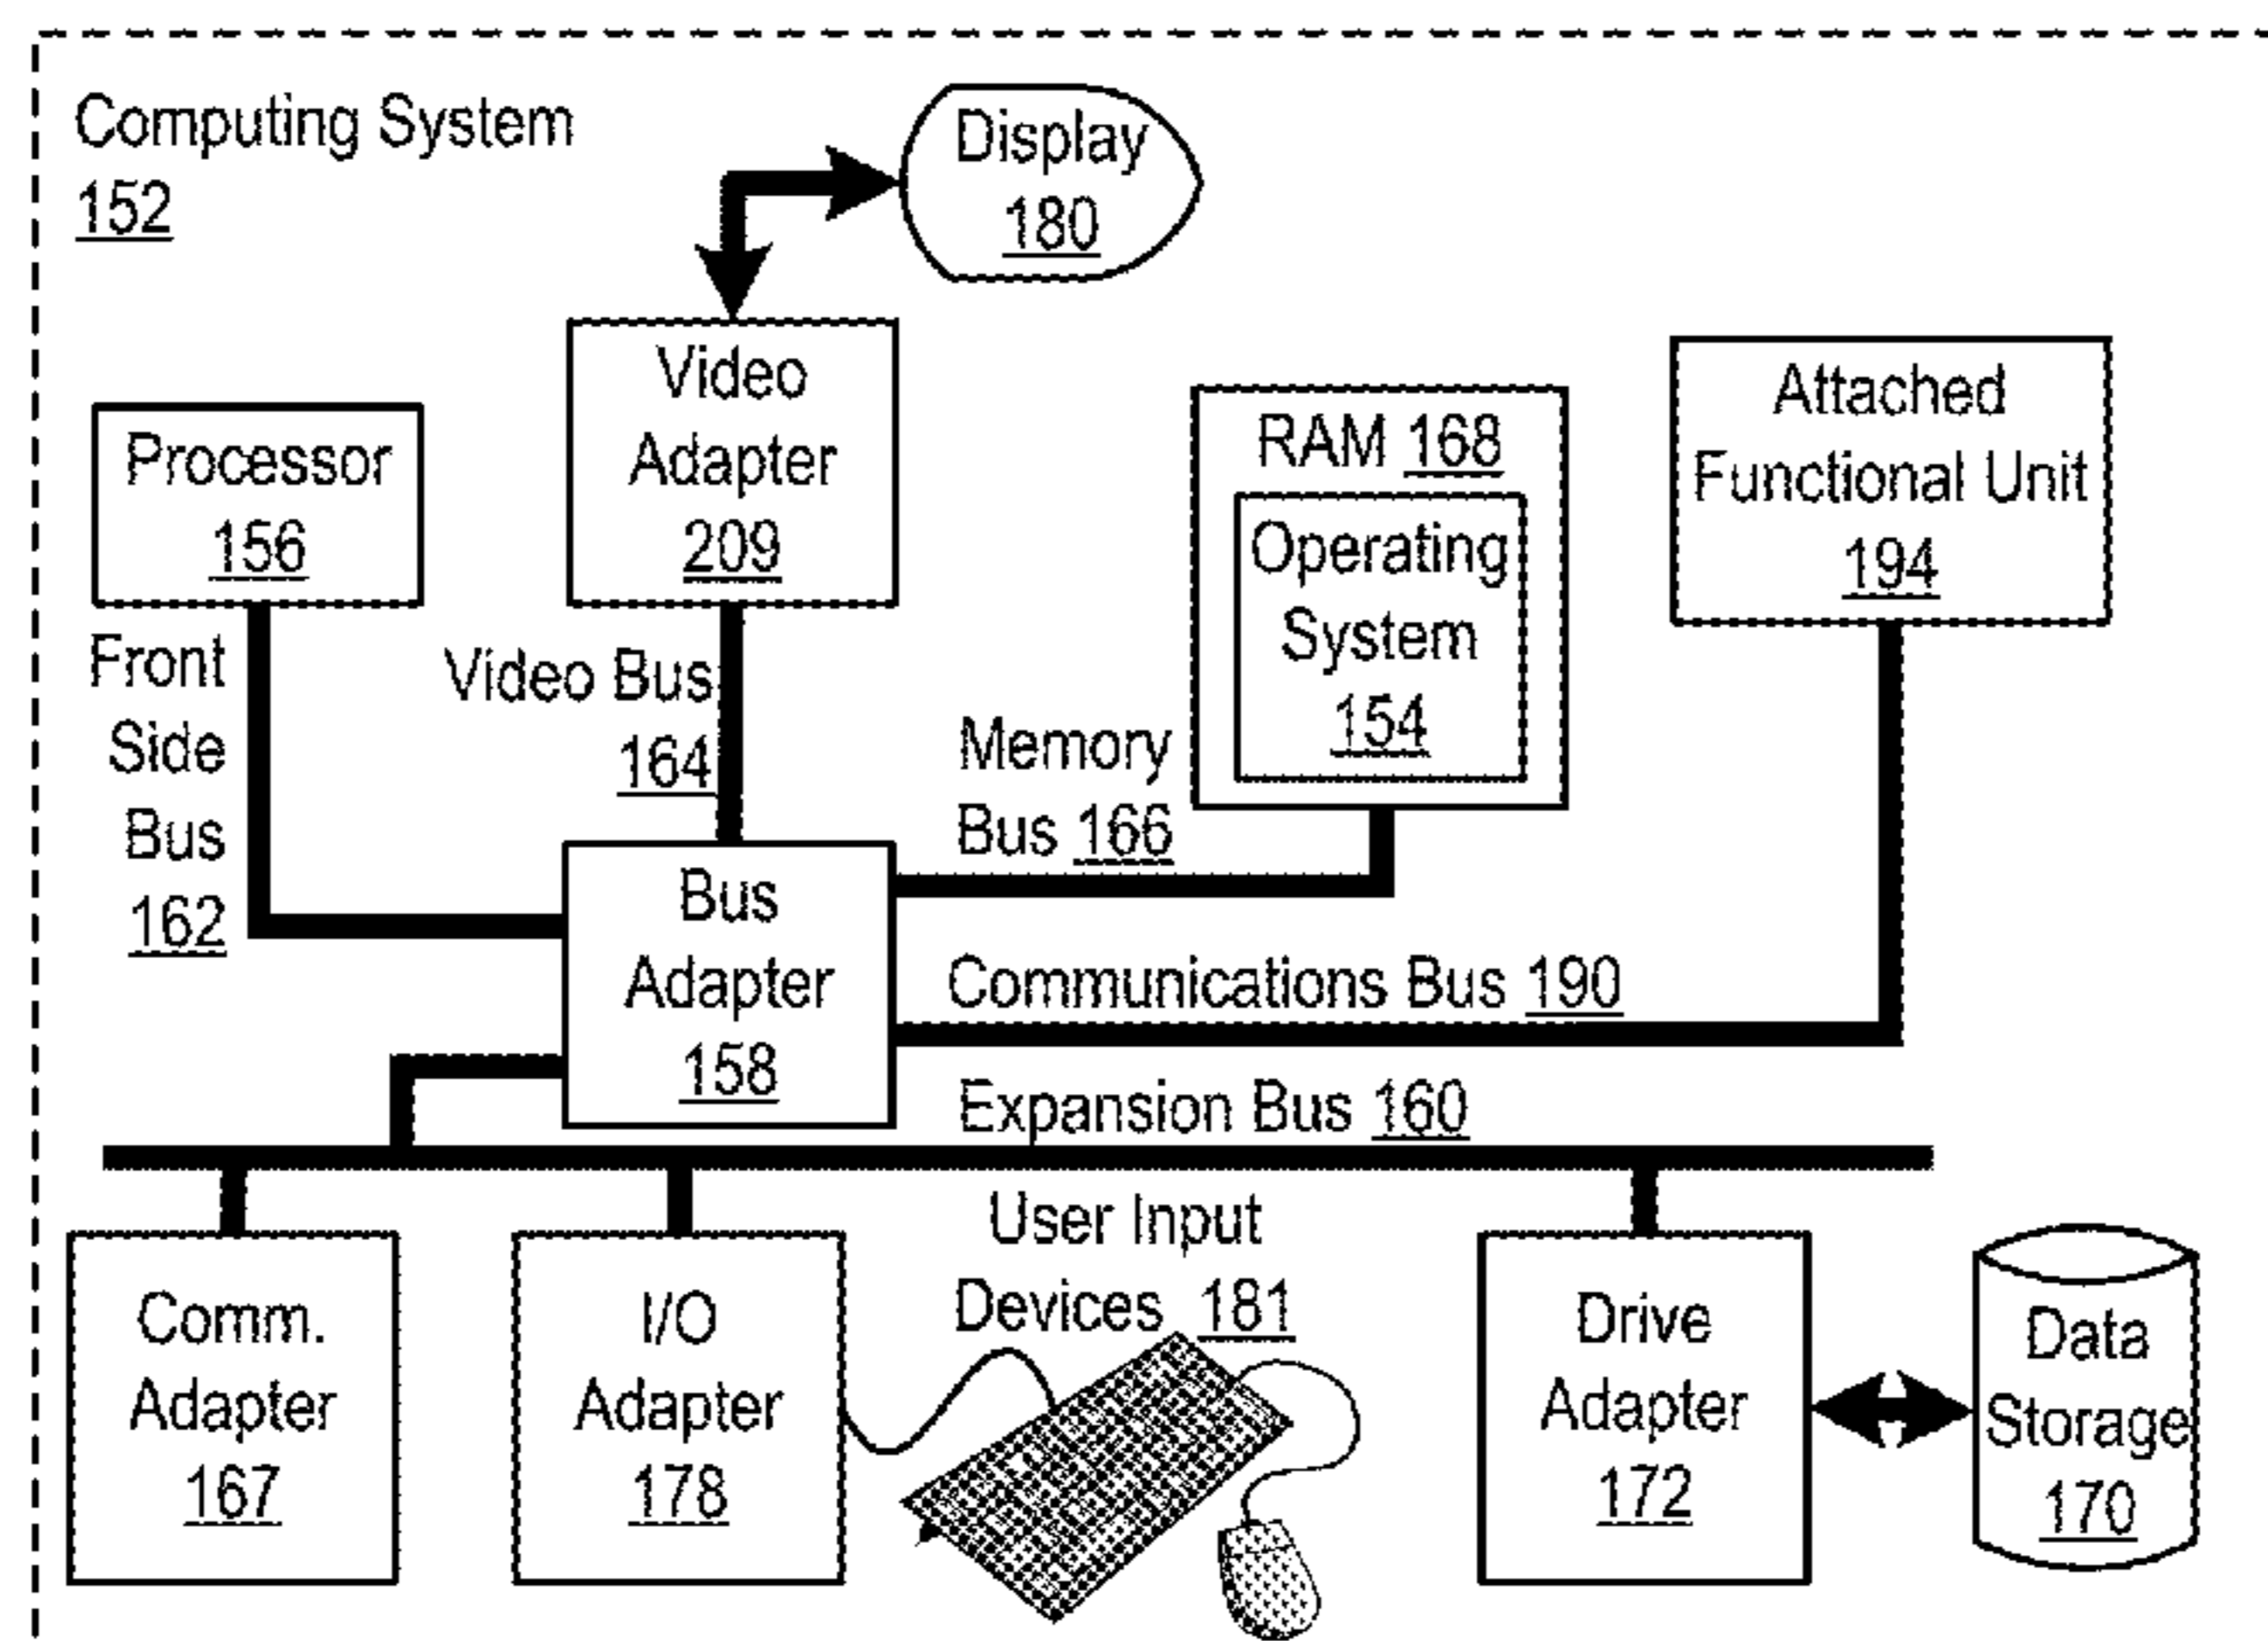 Computing System
152
Display
180
Video
Adapter
209
Processor
156
RAM 168
Operating
System
154
Attached
Functional Unit
194
Front
Side
Bus
162
Video Bus
164
Memory
Bus 166
Bus
Adapter
158
Communications Bus 190
Expansion Bus 160
Comm.
Adapter
167
I/O
Adapter
178
User Input
Devices 181
Drive
Adapter
172
Data
Storage
170